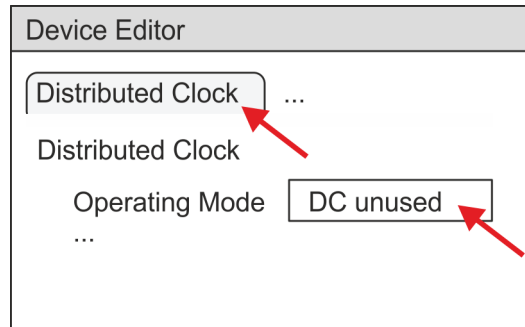 Device Editor
Distributed Clock ...
Distributed Clock
Operating Mode DC unused
...